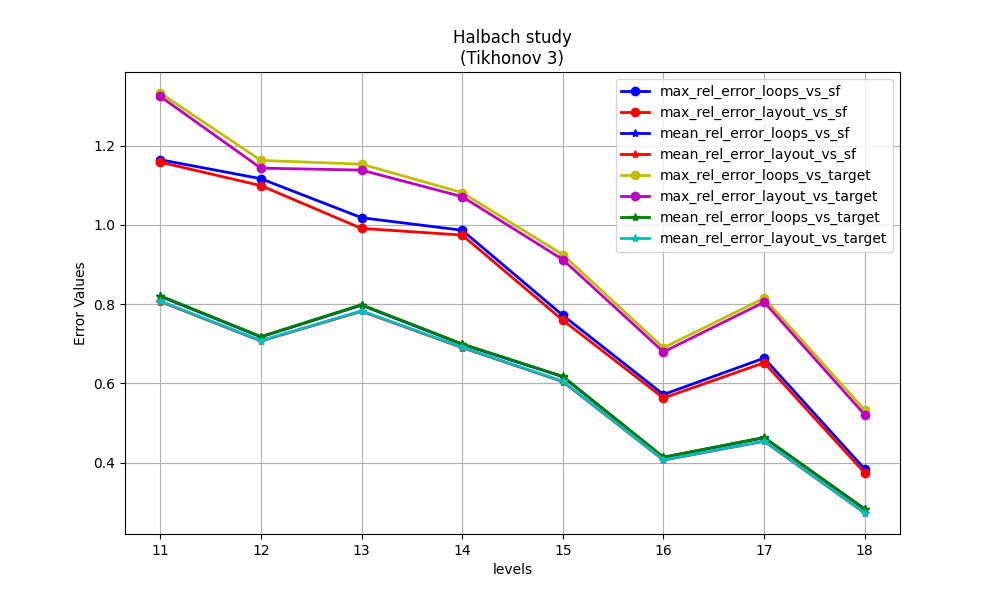 Halbach study
(Tikhonov 3)
max_rel_error_loops_vs_sf
max_rel_error_layout_vs_sf
mean_rel_error_loops_vs_sf
mean_rel_error_layout_vs_sf
max_rel_error_loops_vs_target
max_rel_error_layout_vs_target
mean_rel_error_loops_vs_target
mean_rel_error_layout_vs_target
Error Values
1.2
1.0
0.8
0.6
0.4
11 12 13 14 15 16 17 18
levels